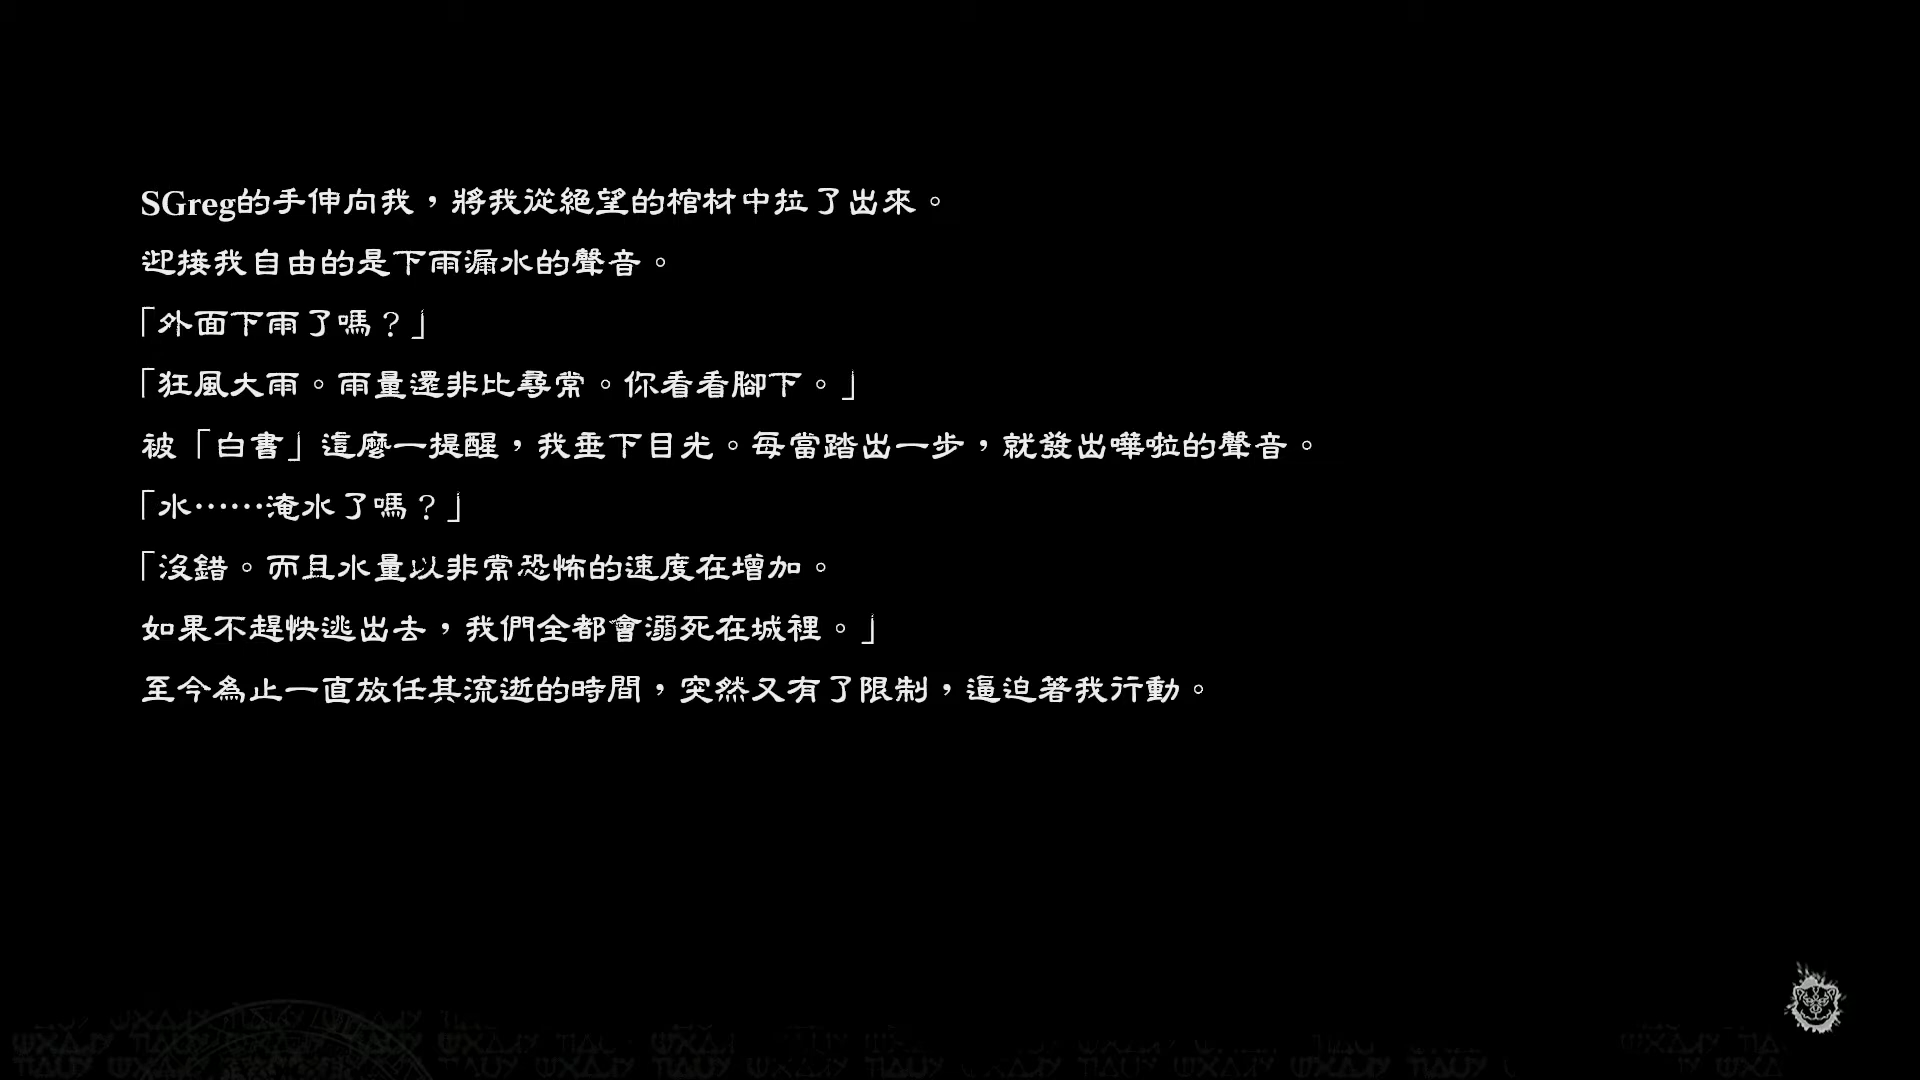 SGreg的手伸向我，將我從絕望的棺材中拉了出來。
迎接我自由的是下雨漏水的聲音。
「外面下雨了嗎？」
「狂風大雨。雨量還非比尋常。你看看腳下。」
被「白書」這麼一提醒，我垂下目光。每當踏出一步，就發出嘩啦的聲音。
「水……淹水了嗎？」
「沒錯。而且水量以非常恐怖的速度在增加。
如果不趕快逃出去，我們全都會溺死在城裡。」
至今為止一直放任其流逝的時間，突然又有了限制，逼迫著我行動。